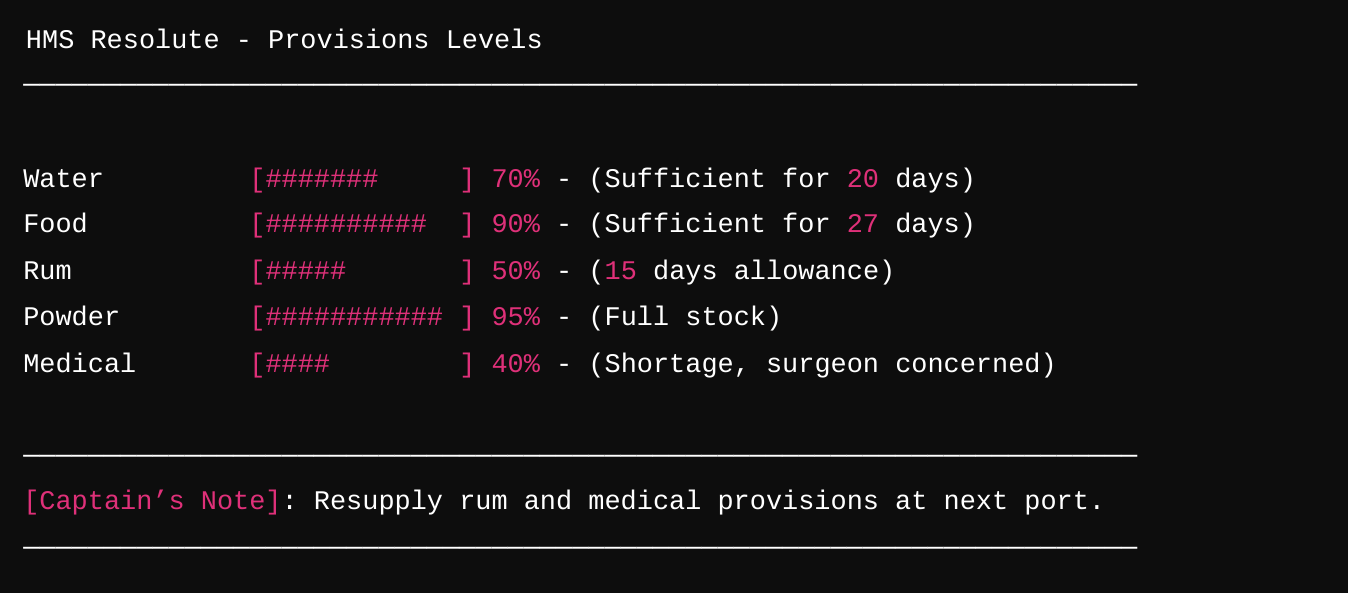 HMS Resolute - Provisions Levels
Water [#######     ] 70% - (Sufficient for 20 days)
Food [##########  ] 90% - (Sufficient for 27 days)
Rum [#####       ] 50% - (15 days allowance)
Powder [########### ] 95% - (Full stock)
Medical [####        ] 40% - (Shortage, surgeon concerned)
[Captain’s Note]: Resupply rum and medical provisions at next port.